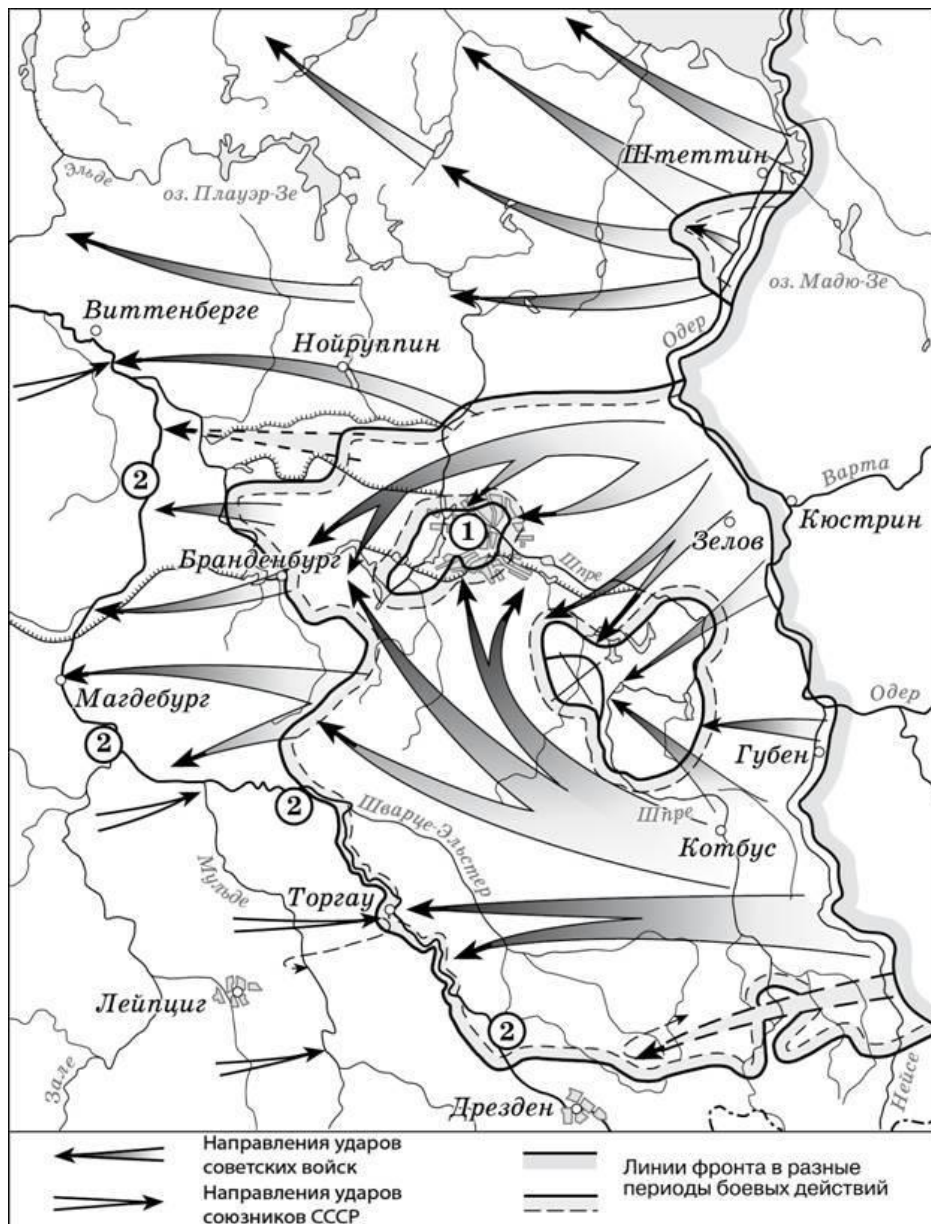 Штеттин
Эльде
оз. Плауэр-Зе
оз. Мадю-Зе
Виттенберге
Одер
Нойруппин
2
Варта
Кюстрин
1
Зелов
Бранденбург
Шпре
Магдебург
Одер
2
Губен
2
Шварце-Эльстер
Шпре
Котбус
Мульде
Торгау
Лейпциг
2
Зале
Дрезден
Нейсе
Направления ударов
советских войск
Направления ударов
союзников СССР
Линии фронта в разные
периоды боевых действий